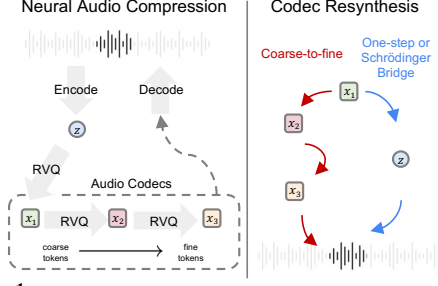 Neural Audio Compression
Encode
Decode
z
RVQ
Audio Codecs
x₁
RVQ
x₂
RVQ
x₃
coarse
tokens
fine
tokens
Codec Resynthesis
Coarse-to-fine
One-step or
Schrödinger
Bridge
x₁
x₂
z
x₃